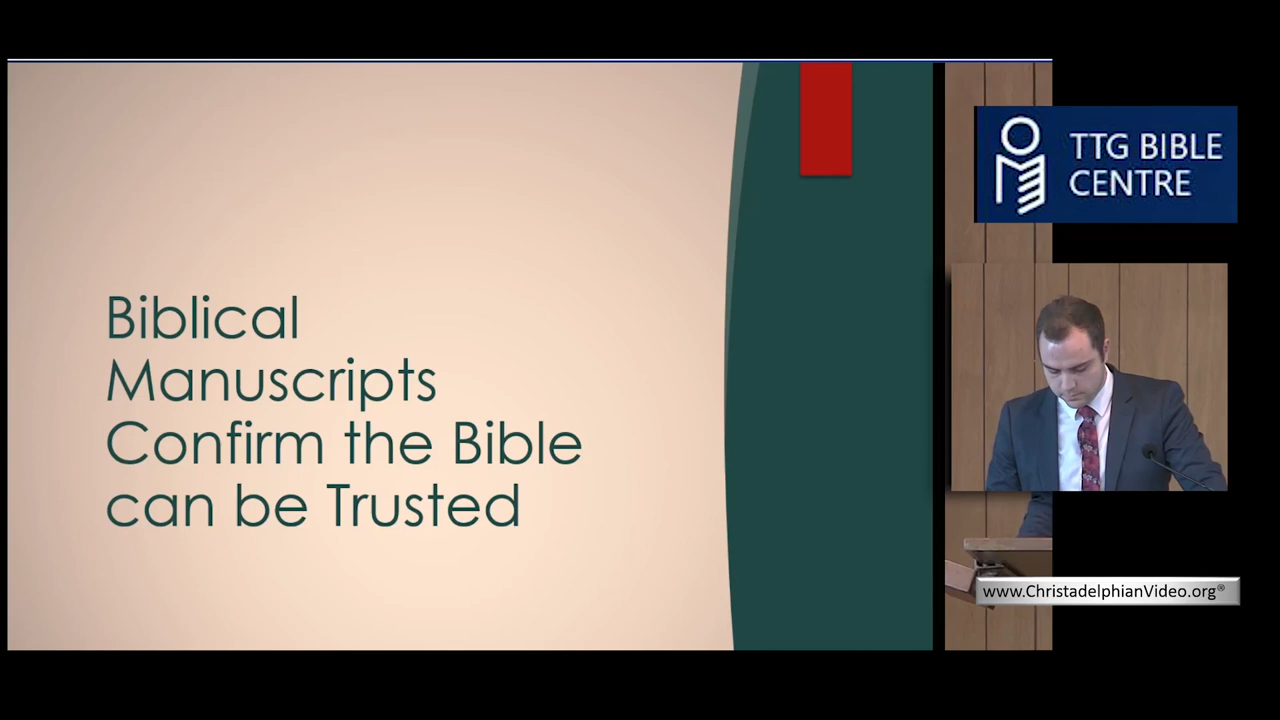 Biblical
Manuscripts
Confirm the Bible
can be Trusted
TTG BIBLE
CENTRE
www.ChristadelphianVideo.org®